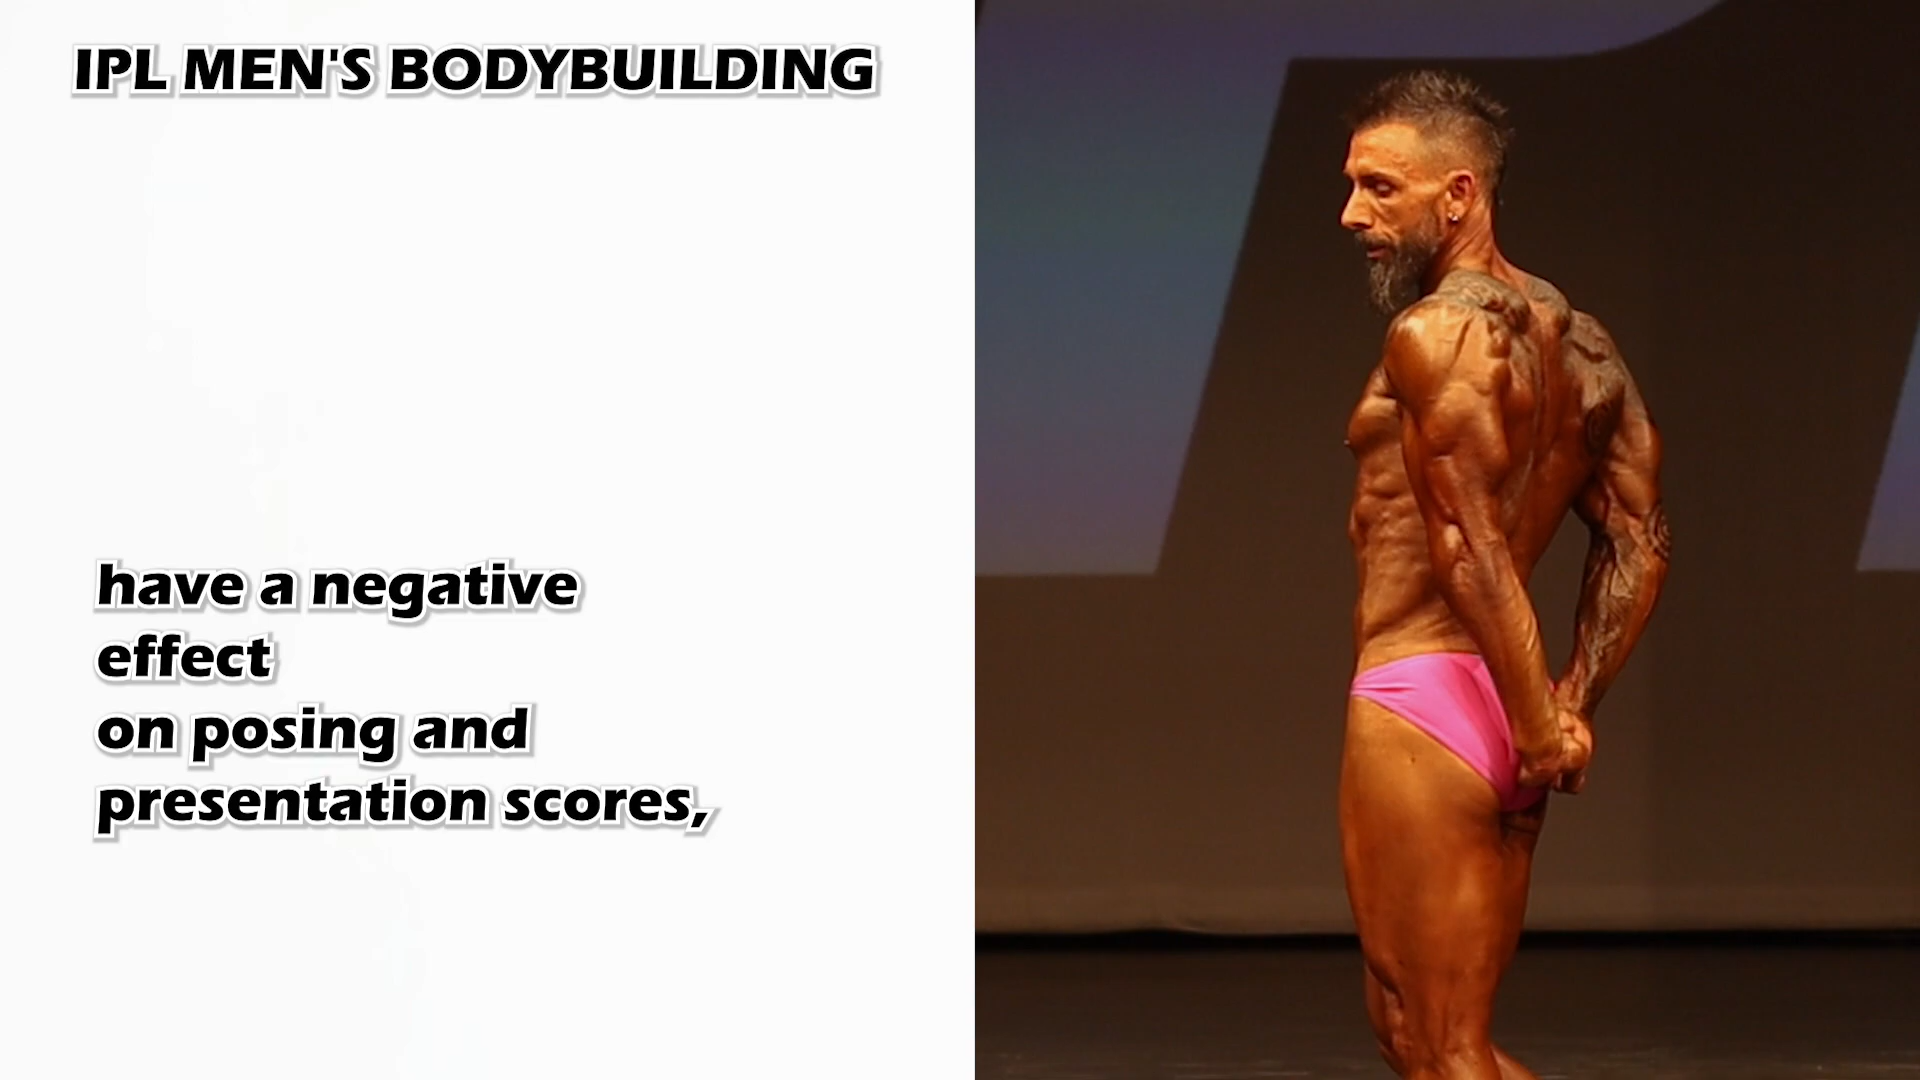 IPL MEN'S BODYBUILDING
have a negative
effect
on posing and
presentation scores,